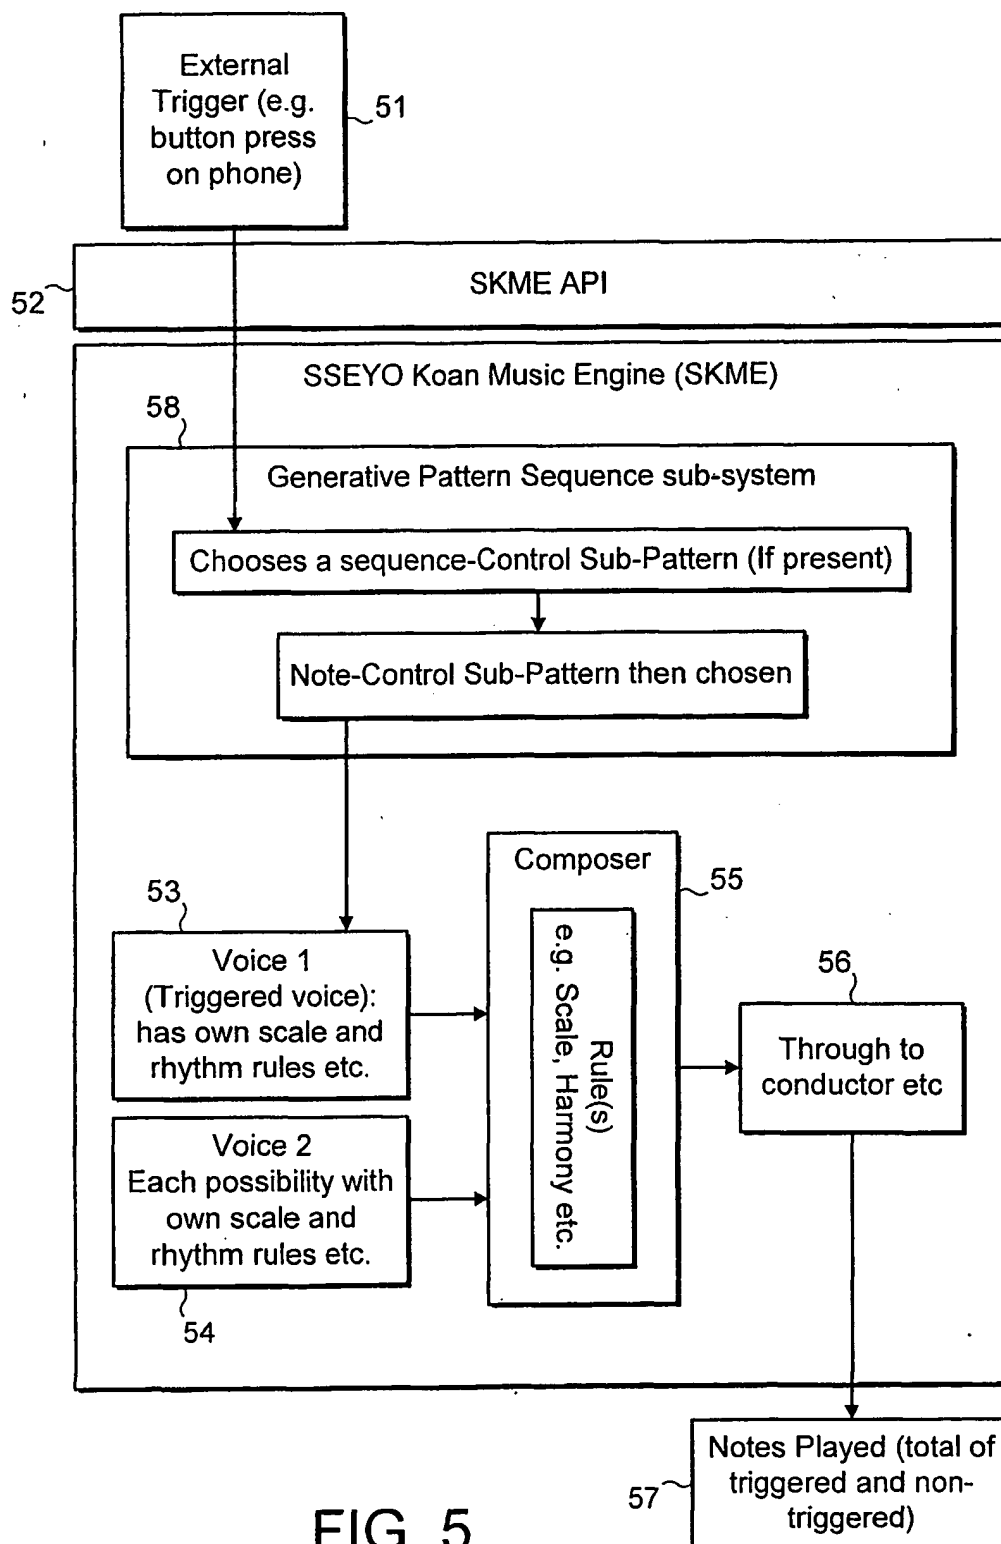 External
Trigger (e.g.
button press
on phone)
51
SKME API
52
SSEYO Koan Music Engine (SKME)
58
Generative Pattern Sequence sub-system
Chooses a sequence-Control Sub-Pattern (If present)
Note-Control Sub-Pattern then chosen
53
Voice 1
(Triggered voice):
has own scale and
rhythm rules etc.
Voice 2
Each possibility with
own scale and
rhythm rules etc.
54
Composer
55
Rule(s)
e.g. Scale, Harmony etc.
56
Through to
conductor etc
Notes Played (total of
triggered and non-
triggered)
57
FIG. 5